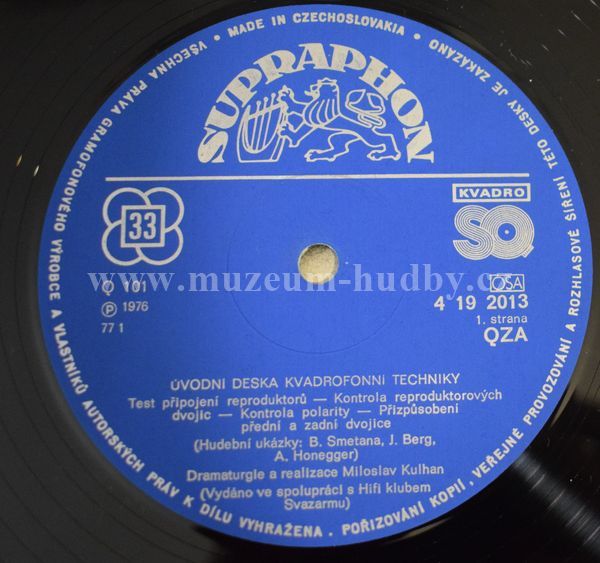 VŠECHNA PRÁVA GRAMOFONOVÉHO VÝROBCE A VLASTNÍKŮ AUTORSKÝCH PRÁV K DÍLU VYHRAŽENA . POŘIZOVÁNÍ KOPIÍ , VEŘEJNÉ PROVOZOVÁNÍ A ROZHLASOVÉ ŠÍŘENÍ TÉTO DESKY JE ZAKÁZÁNO
• MADE IN CZECHOSLOVAKIA •
SUPRAPHON
33
KVADRO
SQ
www.muzeum-hudby.c
Q 101
OSA
℗ 1976
4 19 2013
77 1
1. strana
QZA
ÚVODNÍ DESKA KVADROFONNÍ TECHNIKY
Test připojení reproduktorů — Kontrola reproduktorových
dvojic — Kontrola polarity — Přizpůsobení
přední a zadní dvojice
(Hudební ukázky: B. Smetana, J. Berg,
A. Honegger)
Dramaturgie a realizace Miloslav Kulhan
(Vydáno ve spolupráci s Hifi klubem
Svazarmu)